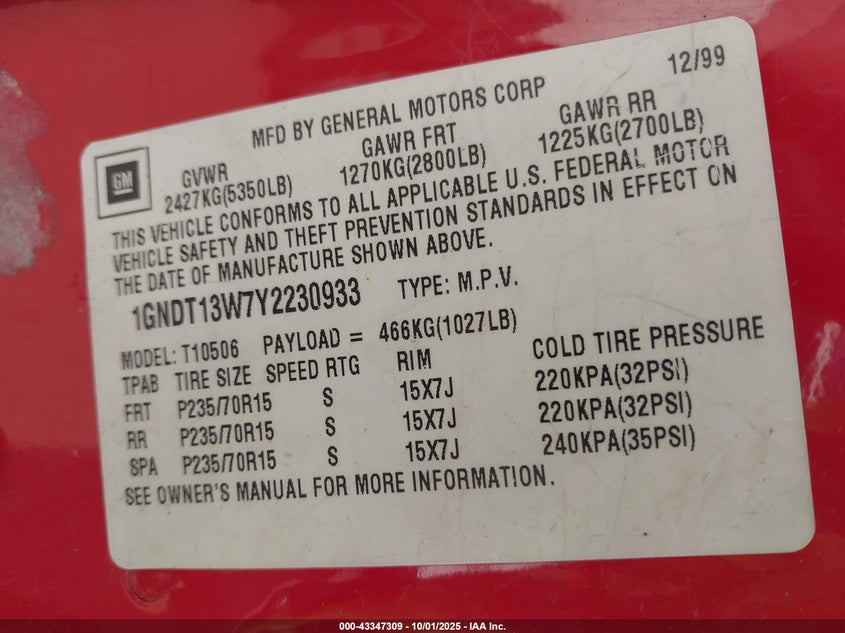 12/99
MFD BY GENERAL MOTORS CORP
GM
GVWR GAWR FRT GAWR RR
2427KG(5350LB) 1270KG(2800LB) 1225KG(2700LB)
THIS VEHICLE CONFORMS TO ALL APPLICABLE U.S. FEDERAL MOTOR
VEHICLE SAFETY AND THEFT PREVENTION STANDARDS IN EFFECT ON
THE DATE OF MANUFACTURE SHOWN ABOVE.
1GNDT13W7Y2230933 TYPE: M.P.V.
MODEL: T10506 PAYLOAD = 466KG(1027LB)
TPAB TIRE SIZE SPEED RTG RIM COLD TIRE PRESSURE
FRT P235/70R15 S 15X7J 220KPA(32PSI)
RR P235/70R15 S 15X7J 220KPA(32PSI)
SPA P235/70R15 S 15X7J 240KPA(35PSI)
SEE OWNER'S MANUAL FOR MORE INFORMATION.
000-43347309 - 10/01/2025 - IAA Inc.